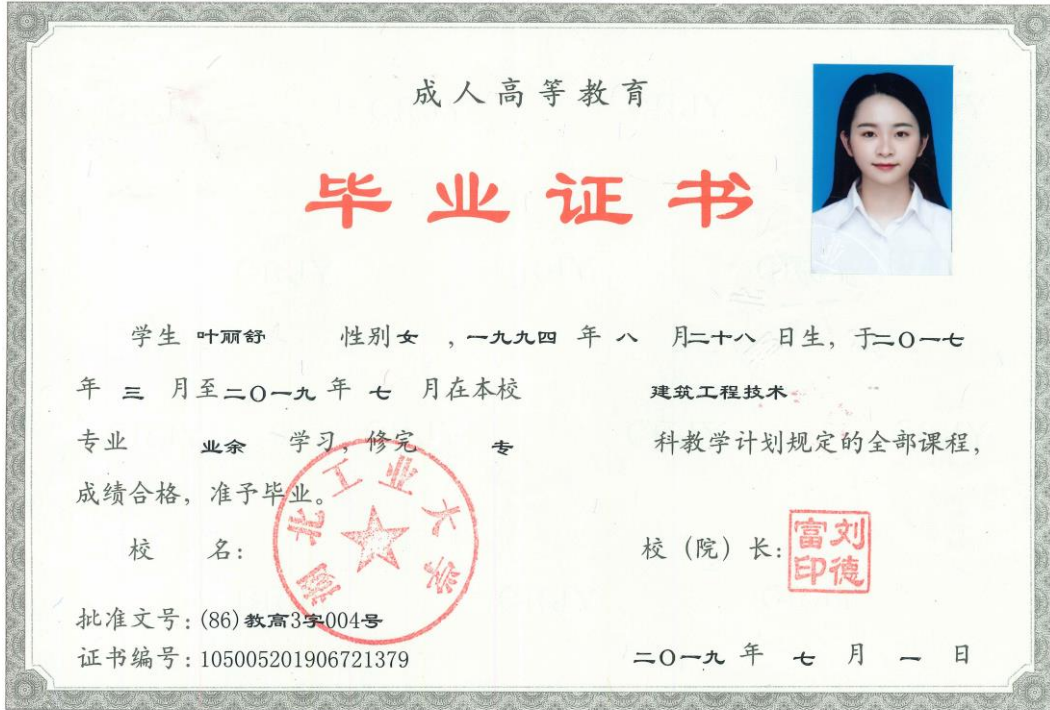 成人高等教育
毕业证书
学生 叶丽舒 性别 女 ，一九九四 年 八 月二十八 日生，于二〇一七
年 三 月至二〇一九 年 七 月在本校 建筑工程技术
专业 业余 学习，修完 专 科教学计划规定的全部课程，
成绩合格，准予毕业。
湖北工业大学
校 名： 校（院）长：
刘德富印
批准文号：(86)教高3字004号
证书编号：105005201906721379
二〇一九 年 七 月 一 日